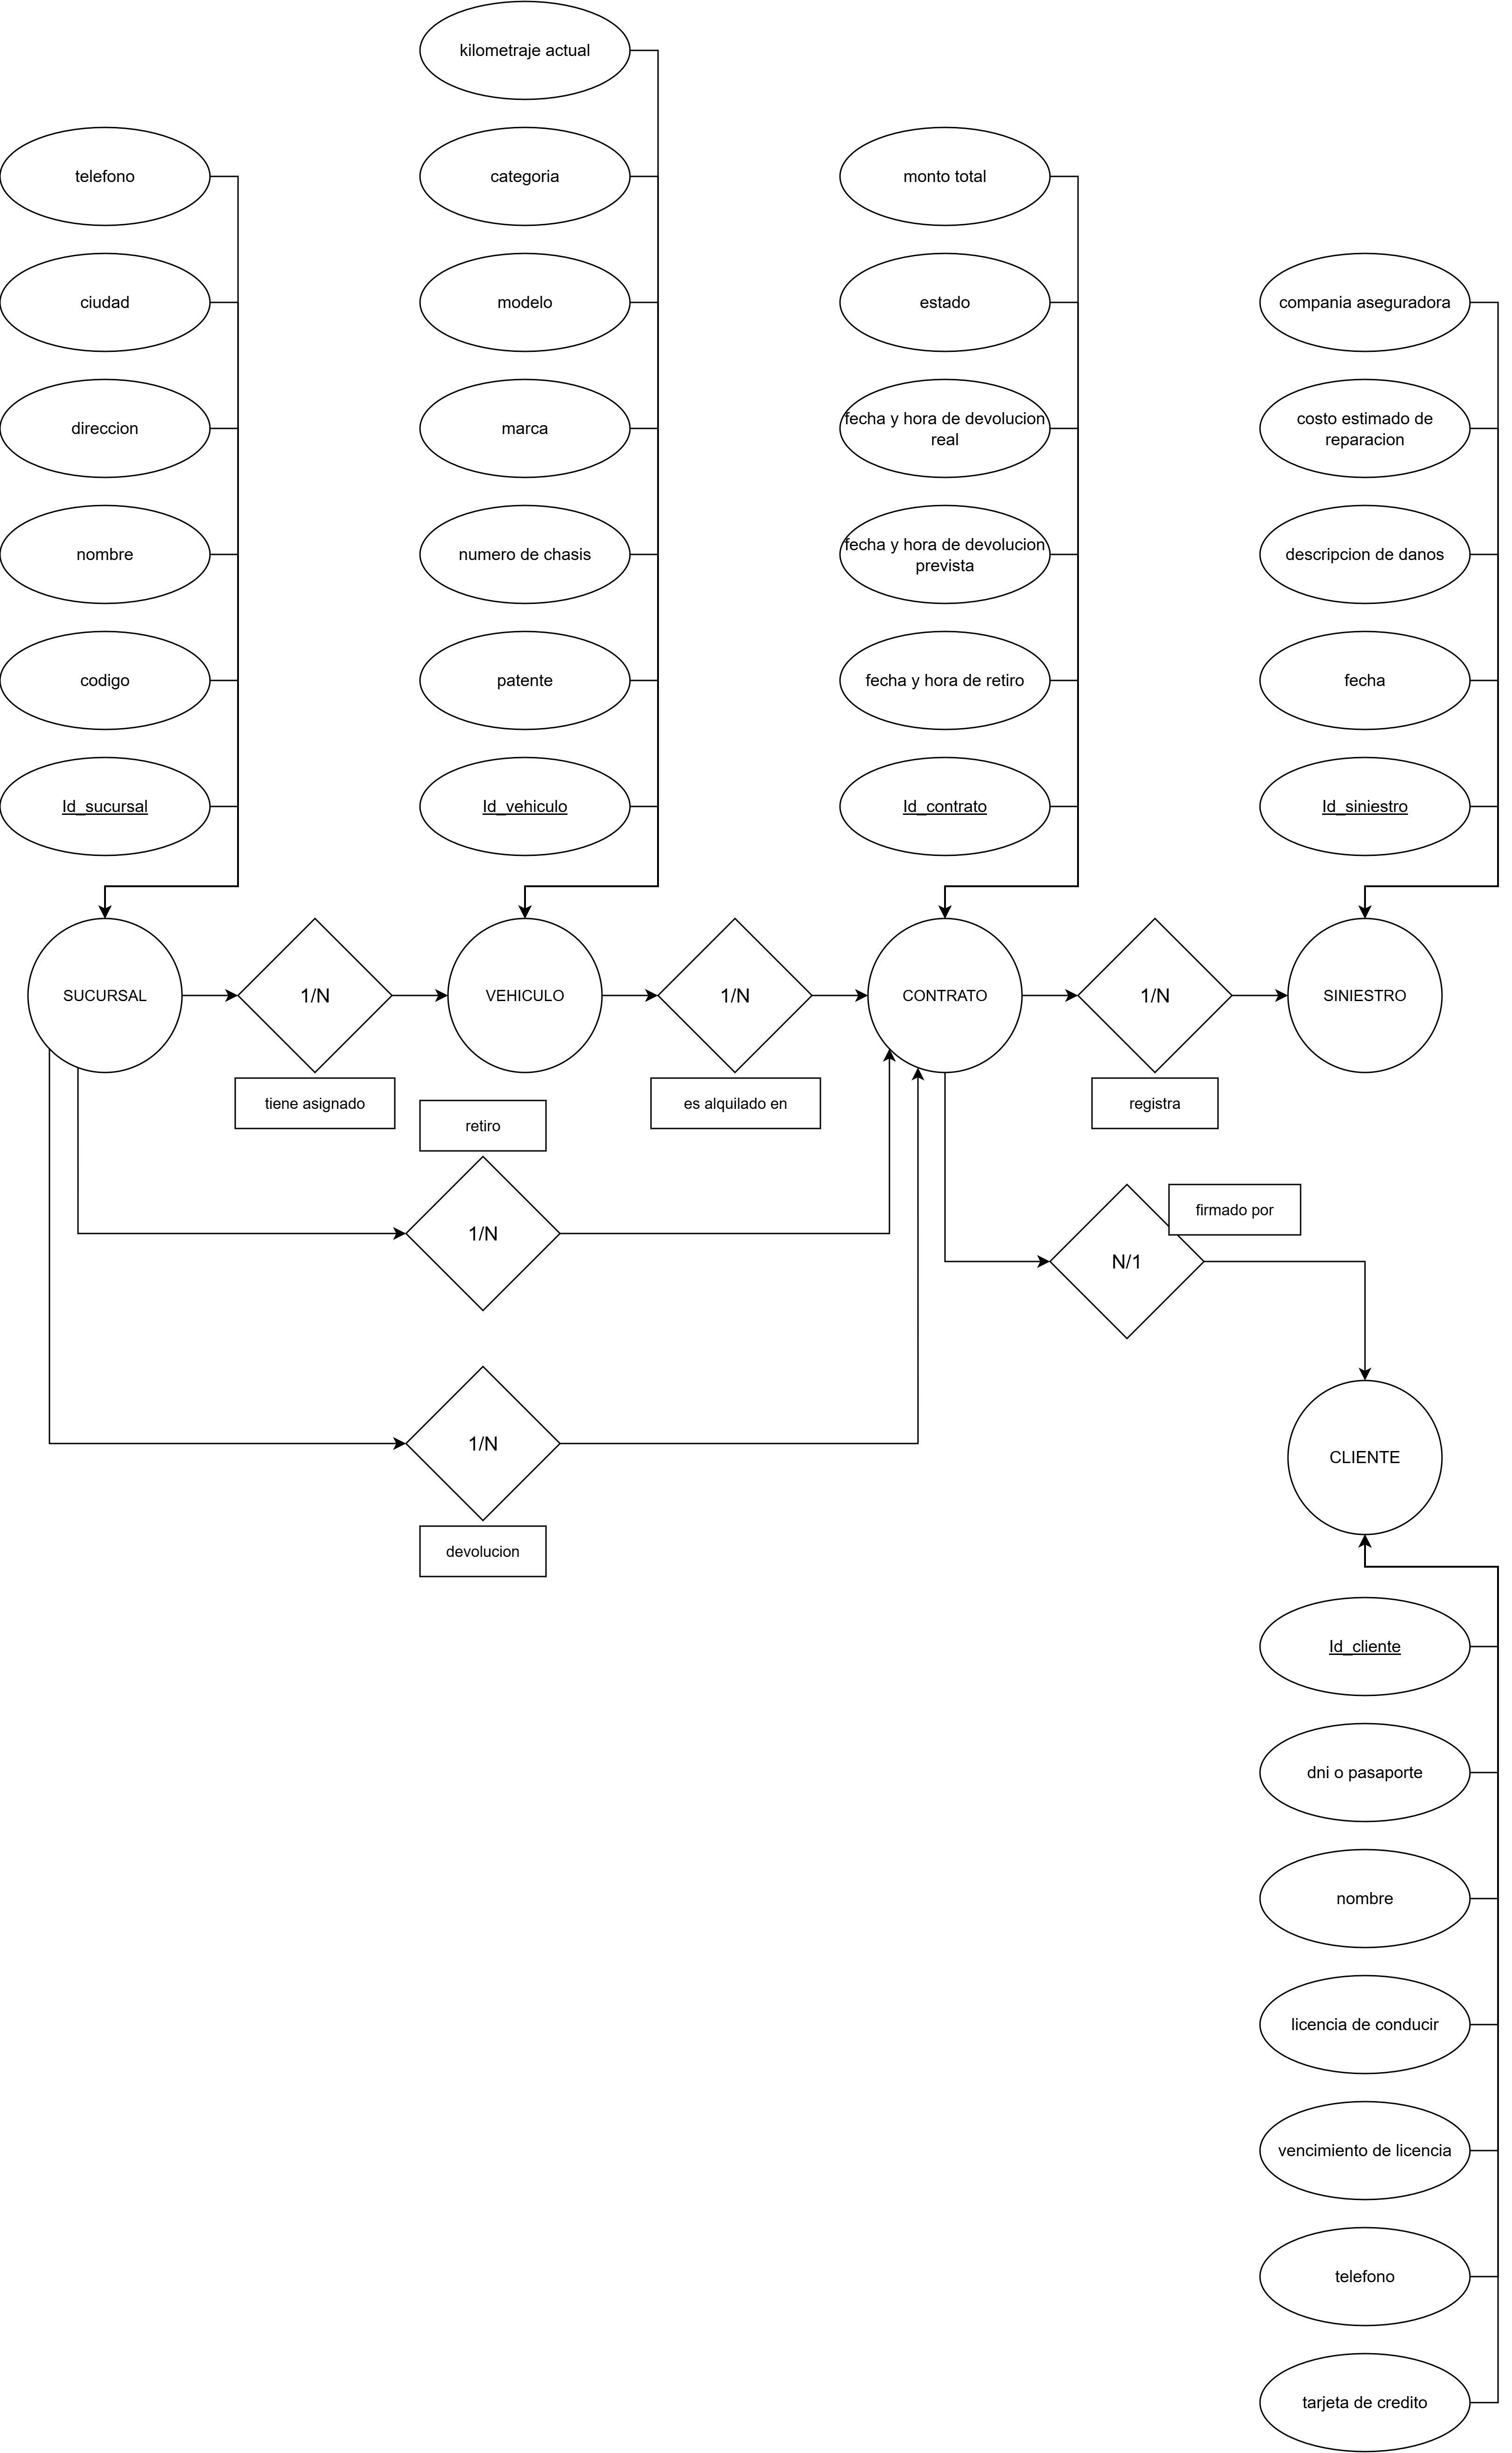 kilometraje actual
telefono
categoria
monto total
ciudad
modelo
estado
compania aseguradora
direccion
marca
fecha y hora de devolucion
real
costo estimado de
reparacion
nombre
numero de chasis
fecha y hora de devolucion
prevista
descripcion de danos
codigo
patente
fecha y hora de retiro
fecha
Id_sucursal
Id_vehiculo
Id_contrato
Id_siniestro
SUCURSAL
1/N
VEHICULO
1/N
CONTRATO
1/N
SINIESTRO
tiene asignado
retiro
es alquilado en
registra
1/N
firmado por
N/1
1/N
CLIENTE
devolucion
Id_cliente
dni o pasaporte
nombre
licencia de conducir
vencimiento de licencia
telefono
tarjeta de credito